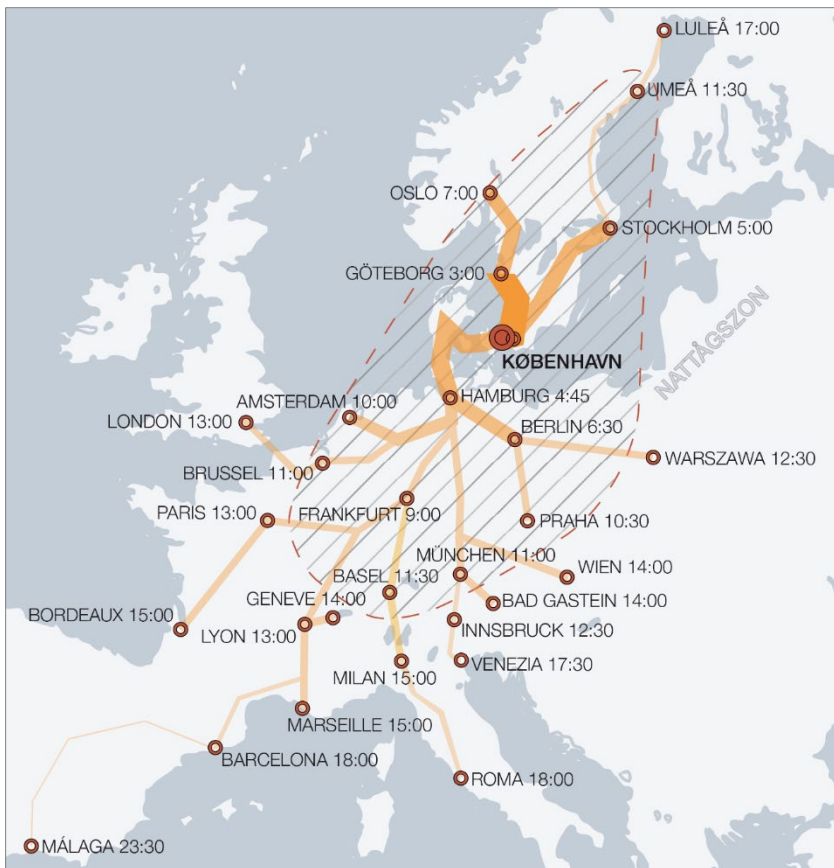 LULEÅ 17:00
UMEÅ 11:30
OSLO 7:00
STOCKHOLM 5:00
GÖTEBORG 3:00
NATTÅGSZON
KØBENHAVN
HAMBURG 4:45
AMSTERDAM 10:00
LONDON 13:00
BERLIN 6:30
BRUSSEL 11:00
WARSZAWA 12:30
PARIS 13:00
FRANKFURT 9:00
PRAHA 10:30
MÜNCHEN 11:00
WIEN 14:00
BASEL 11:30
GENEVE 14:00
BAD GASTEIN 14:00
BORDEAUX 15:00
LYON 13:00
INNSBRUCK 12:30
MILAN 15:00
VENEZIA 17:30
MARSEILLE 15:00
BARCELONA 18:00
ROMA 18:00
MÁLAGA 23:30